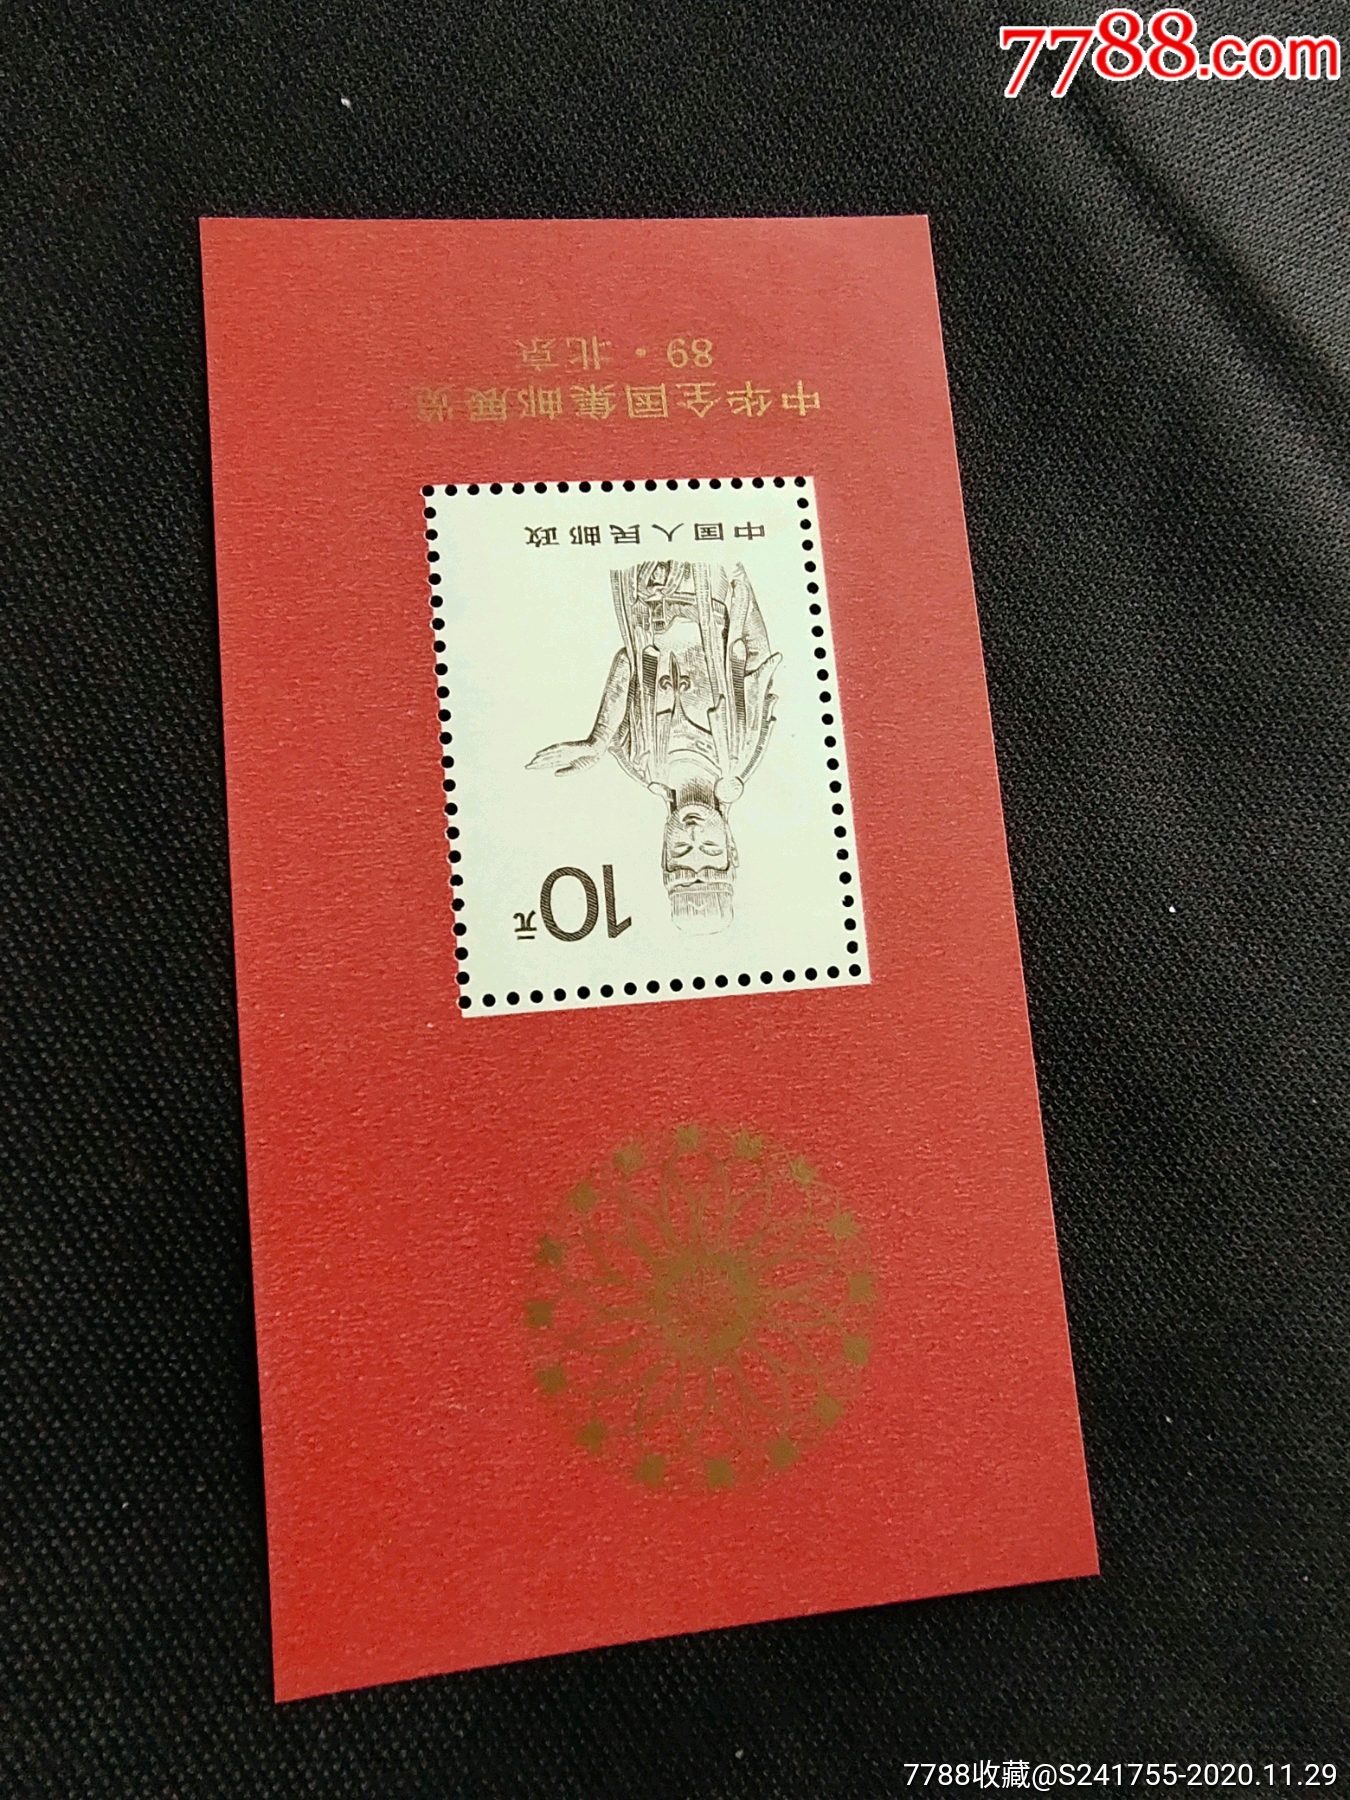 7788.com
中华全国集邮展览
89·北京
中国人民邮政
10元
7788收藏@S241755-2020.11.29